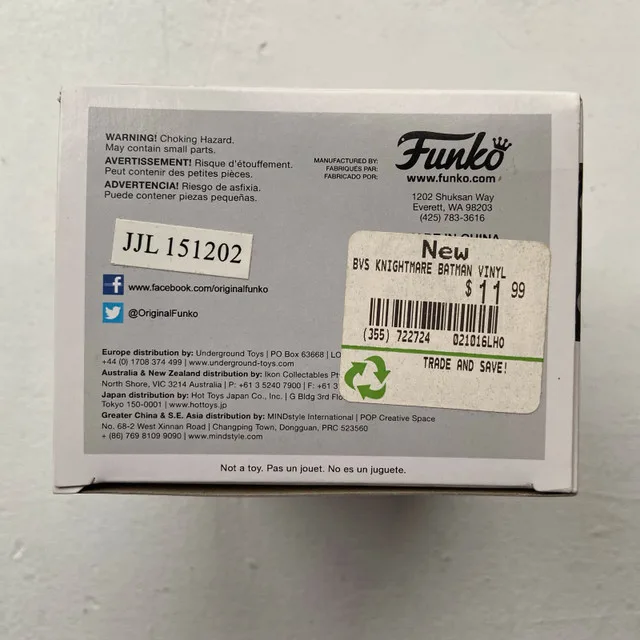 WARNING! Choking Hazard.
May contain small parts.
AVERTISSEMENT! Risque d'étouffement.
Peut contenir des petites pièces.
ADVERTENCIA! Riesgo de asfixia.
Puede contener piezas pequeñas.
MANUFACTURED BY:
FABRIQUÉS PAR:
FABRICADO POR:
Funko
www.funko.com
1202 Shuksan Way
Everett, WA 98203
(425) 783-3616
MADE IN CHINA
JJL 151202
www.facebook.com/originalfunko
@OriginalFunko
New
BVS KNIGHTMARE BATMAN VINYL
$ 11 99
(355) 722724 021016LHO
TRADE AND SAVE!
Europe distribution by: Underground Toys | PO Box 63668 | LO
+44 (0) 1708 374 499 | www.underground-toys.com
Australia & New Zealand distribution by: Ikon Collectables
North Shore, VIC 3214 Australia | P: +61 3 5240 7900 | F: +61 3
Japan distribution by: Hot Toys Japan Co., Inc. | G Bldg 3rd
Tokyo 150-0001 | www.hottoys.jp
Greater China & S.E. Asia distribution by: MINDstyle International | POP Creative Space
No. 68-2 West Xinnan Road | Changping Town, Dongguan, PRC 523560
+ (86) 769 8109 9090 | www.mindstyle.com
Not a toy. Pas un jouet. No es un juguete.